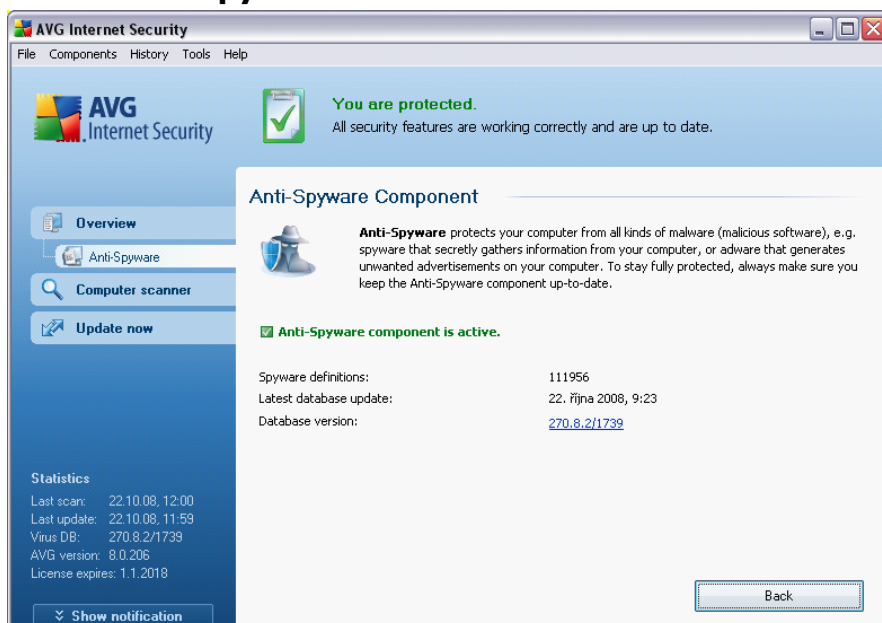 AVG Internet Security
File Components History Tools Help
AVG
Internet Security
You are protected.
All security features are working correctly and are up to date.
Overview
Anti-Spyware
Computer scanner
Update now
Anti-Spyware Component
Anti-Spyware protects your computer from all kinds of malware (malicious software), e.g.
spyware that secretly gathers information from your computer, or adware that generates
unwanted advertisements on your computer. To stay fully protected, always make sure you
keep the Anti-Spyware component up-to-date.
Anti-Spyware component is active.
Spyware definitions: 111956
Latest database update: 22. října 2008, 9:23
Database version: 270.8.2/1739
Statistics
Last scan: 22.10.08, 12:00
Last update: 22.10.08, 11:59
Virus DB: 270.8.2/1739
AVG version: 8.0.206
License expires: 1.1.2018
Show notification
Back